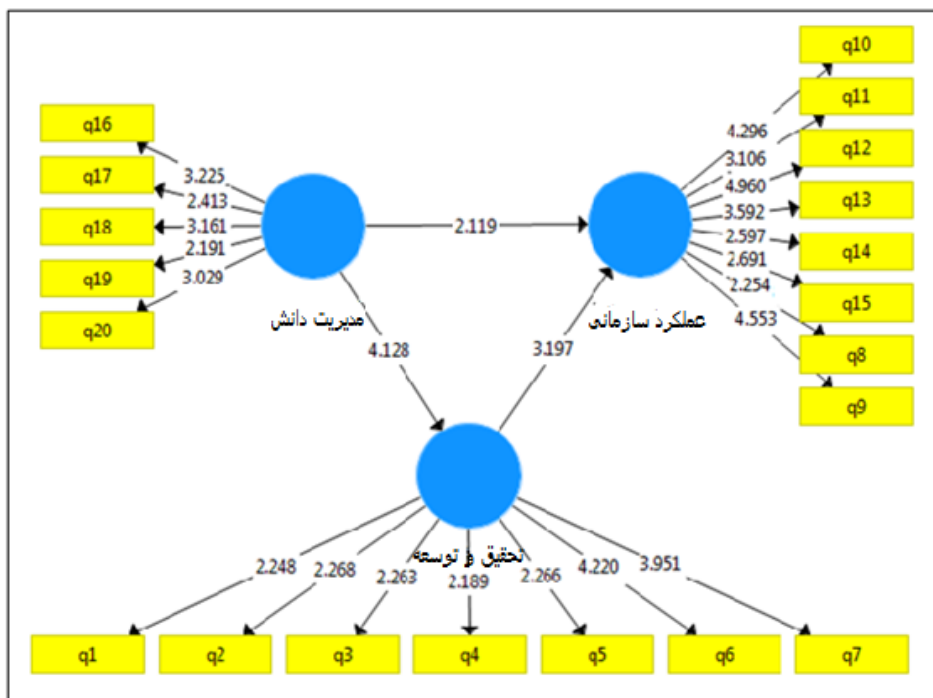 q10
q11
q12
q13
q14
q15
q8
q9
4.296
3.106
4.960
3.592
2.597
2.691
2.254
4.553
q16
q17
q18
q19
q20
3.225
2.413
3.161
2.191
3.029
2.119
مدیریت دانش
عملکرد سازمانی
4.128
3.197
تحقیق و توسعه
2.248
2.268
2.263
2.189
2.266
4.220
3.951
q1
q2
q3
q4
q5
q6
q7